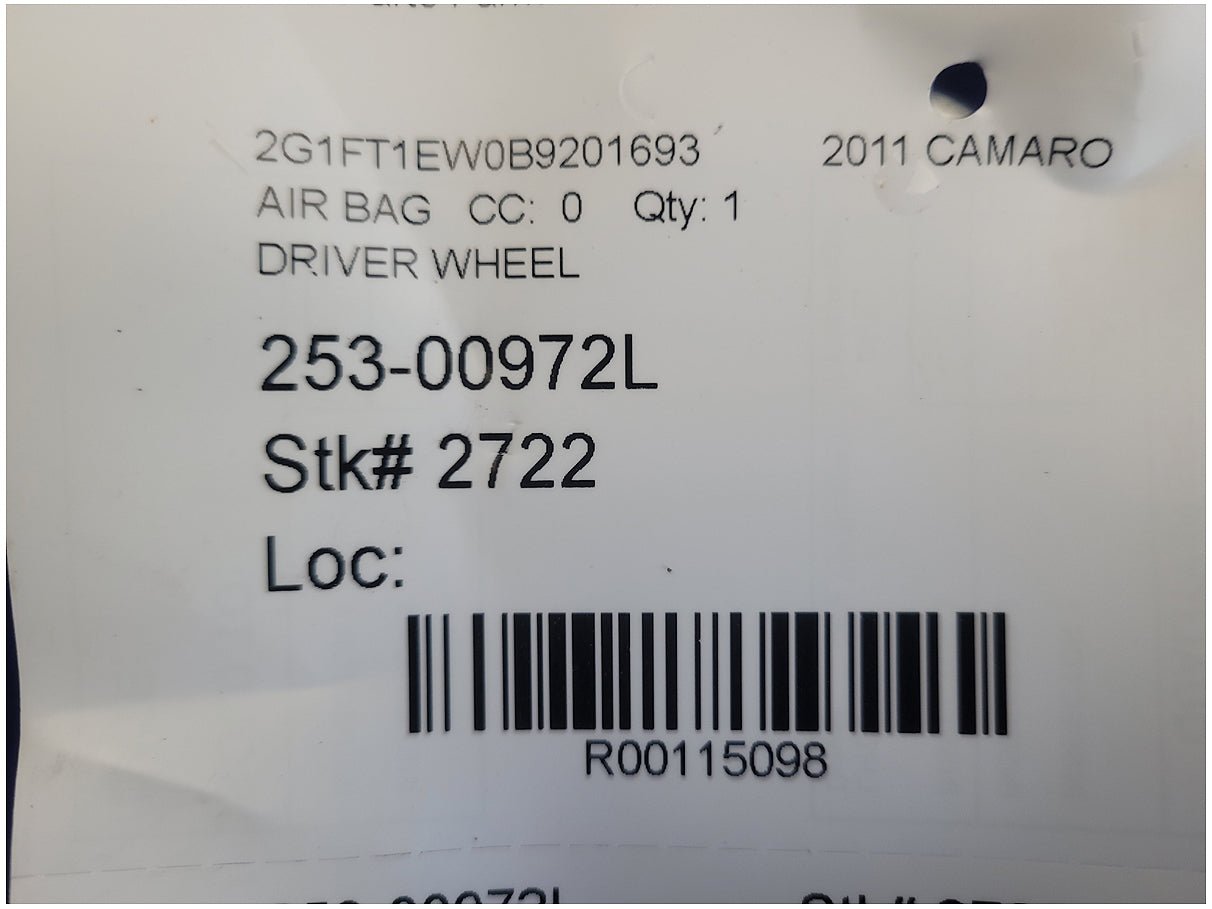 2G1FT1EW0B9201693 2011 CAMARO
AIR BAG CC: 0 Qty: 1
DRIVER WHEEL
253-00972L
Stk# 2722
Loc:
R00115098